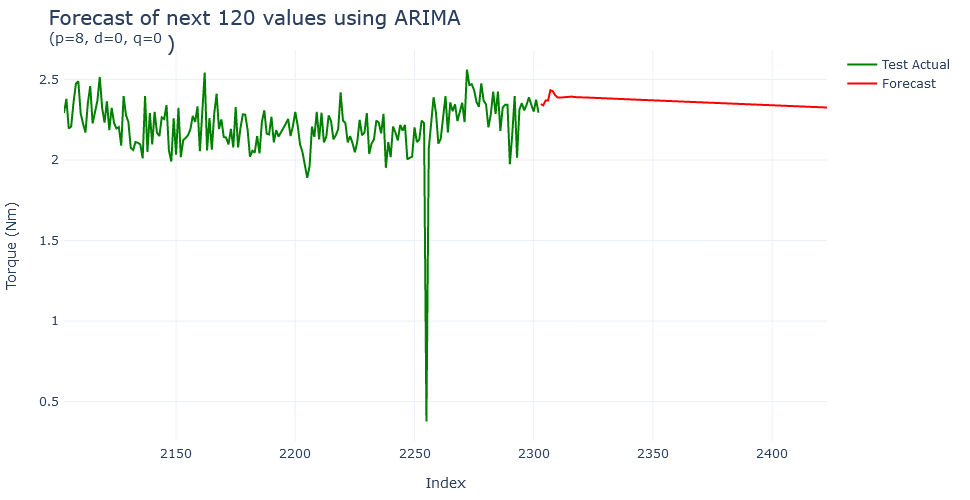 Forecast of next 120 values using ARIMA
(p=8, d=0, q=0 )
Test Actual
Forecast
2.5
2
1.5
1
0.5
Torque (Nm)
2150
2200
2250
2300
2350
2400
Index